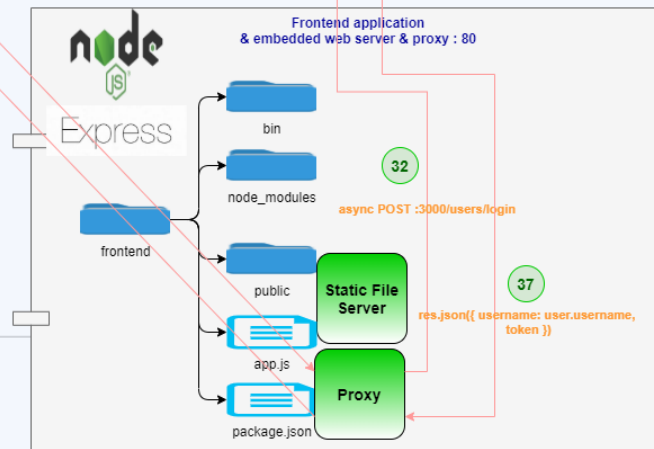 Frontend application
& embedded web server & proxy : 80
node
JS
Express
bin
node_modules
32
async POST :3000/users/login
frontend
public
Static File
Server
37
res.json({ username: user.username,
token })
app.js
Proxy
package.json